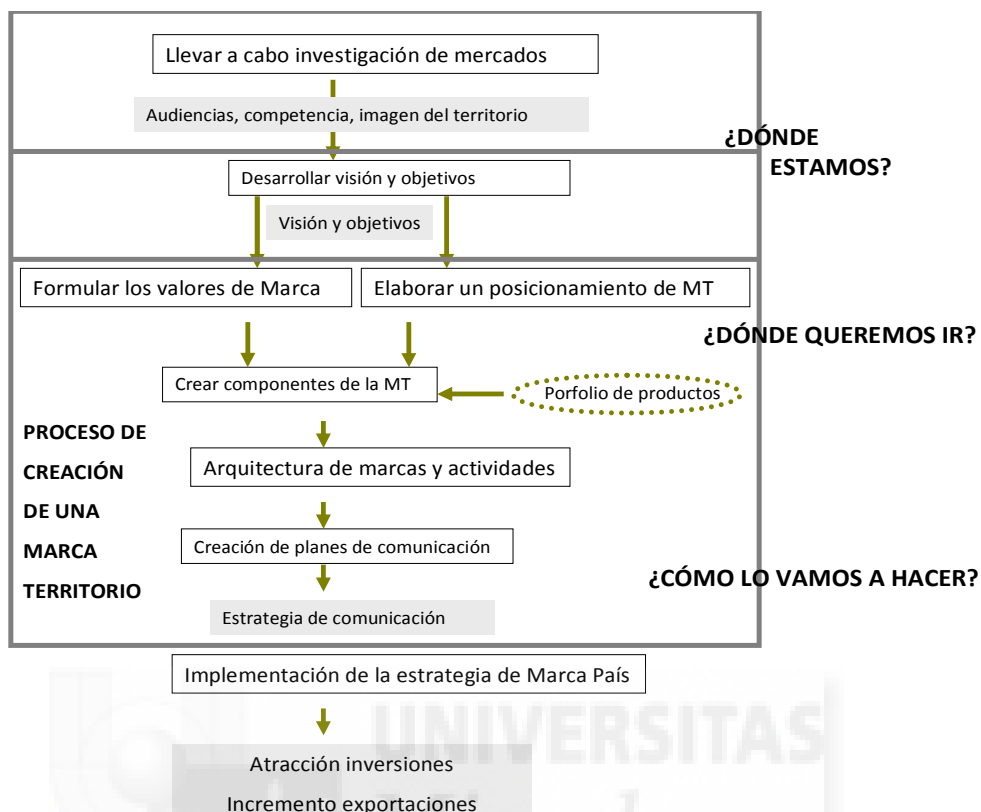 Llevar a cabo investigación de mercados
Audiencias, competencia, imagen del territorio
¿DÓNDE
ESTAMOS?
Desarrollar visión y objetivos
Visión y objetivos
Formular los valores de Marca
Elaborar un posicionamiento de MT
¿DÓNDE QUEREMOS IR?
Crear componentes de la MT
Porfolio de productos
PROCESO DE
CREACIÓN
DE UNA
MARCA
TERRITORIO
Arquitectura de marcas y actividades
Creación de planes de comunicación
¿CÓMO LO VAMOS A HACER?
Estrategia de comunicación
Implementación de la estrategia de Marca País
UNIVERSITAS
Atracción inversiones
Incremento exportaciones